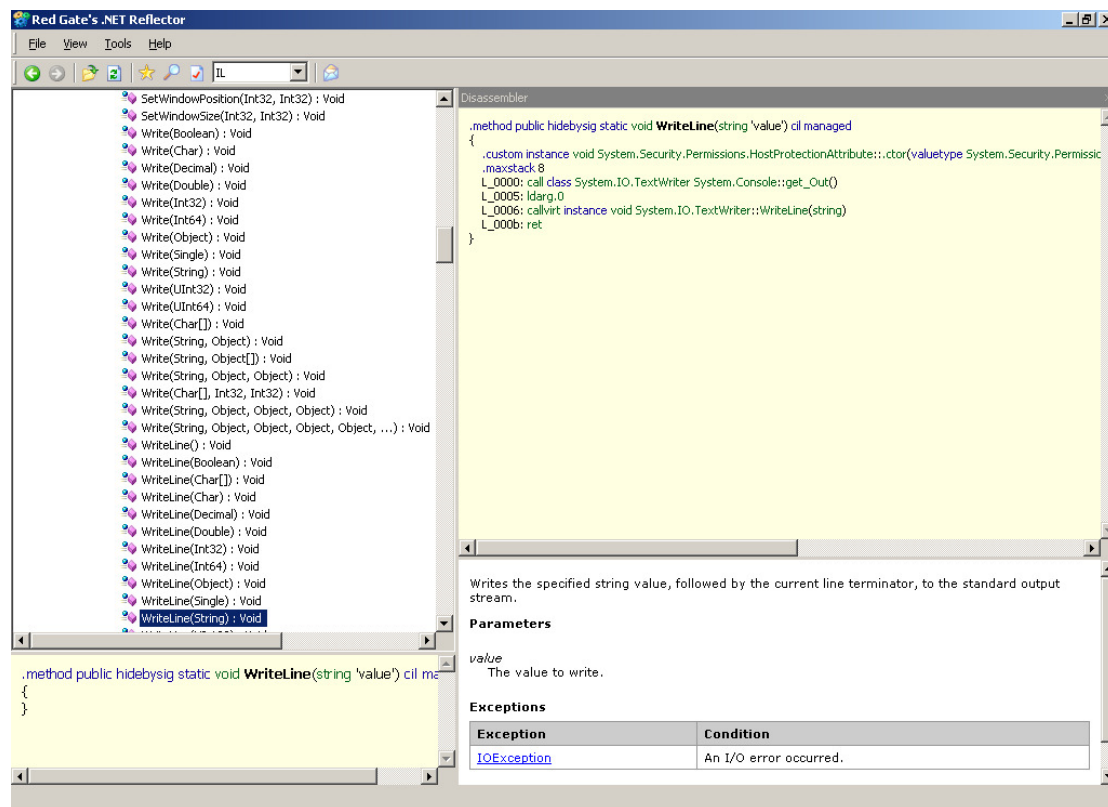 Red Gate's .NET Reflector
File View Tools Help
IL
SetWindowPosition(Int32, Int32) : Void
SetWindowSize(Int32, Int32) : Void
Write(Boolean) : Void
Write(Char) : Void
Write(Decimal) : Void
Write(Double) : Void
Write(Int32) : Void
Write(Int64) : Void
Write(Object) : Void
Write(Single) : Void
Write(String) : Void
Write(UInt32) : Void
Write(UInt64) : Void
Write(Char[]) : Void
Write(String, Object) : Void
Write(String, Object[]) : Void
Write(String, Object, Object) : Void
Write(Char[], Int32, Int32) : Void
Write(String, Object, Object, Object) : Void
Write(String, Object, Object, Object, Object, ...) : Void
WriteLine() : Void
WriteLine(Boolean) : Void
WriteLine(Char[]) : Void
WriteLine(Char) : Void
WriteLine(Decimal) : Void
WriteLine(Double) : Void
WriteLine(Int32) : Void
WriteLine(Int64) : Void
WriteLine(Object) : Void
WriteLine(Single) : Void
WriteLine(String) : Void
.method public hidebysig static void WriteLine(string 'value') cil ma
{
}
Disassembler
.method public hidebysig static void WriteLine(string 'value') cil managed
{
.custom instance void System.Security.Permissions.HostProtectionAttribute::.ctor(valuetype System.Security.Permissic
.maxstack 8
L_0000: call class System.IO.TextWriter System.Console::get_Out()
L_0005: ldarg.0
L_0006: callvirt instance void System.IO.TextWriter::WriteLine(string)
L_000b: ret
}
Writes the specified string value, followed by the current line terminator, to the standard output
stream.
Parameters
value
The value to write.
Exceptions
Exception Condition
IOException An I/O error occurred.